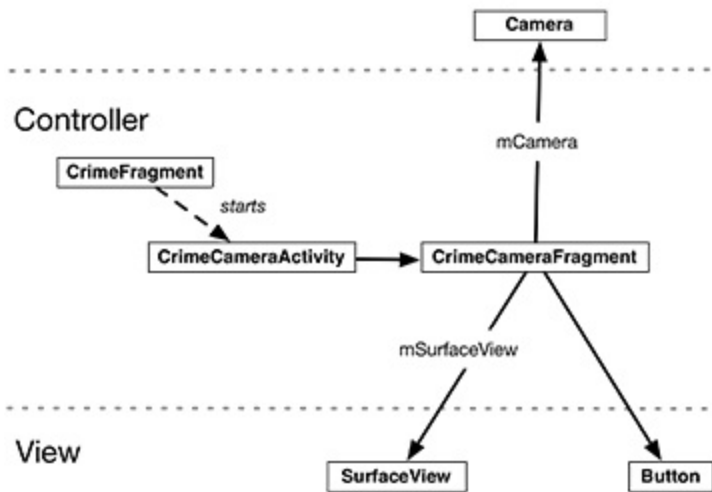 Camera
Controller
mCamera
CrimeFragment
starts
CrimeCameraActivity
CrimeCameraFragment
mSurfaceView
View
SurfaceView
Button